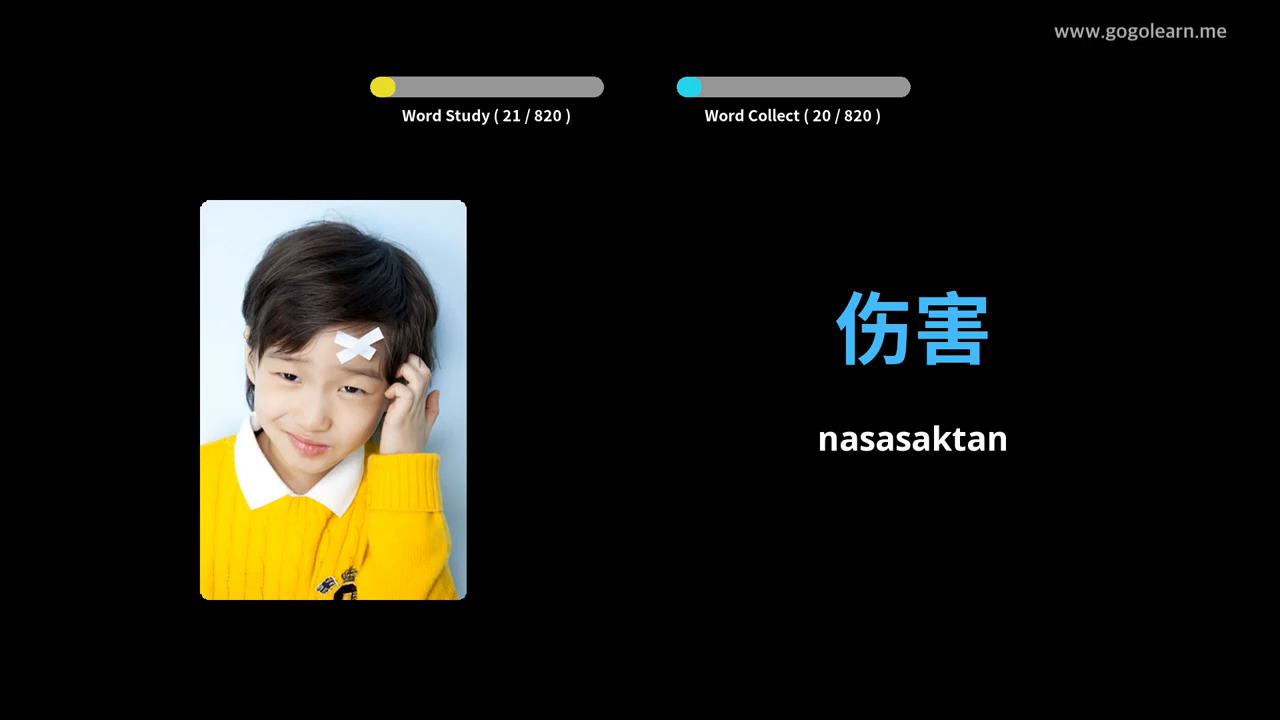 www.gogolearn.me
Word Study ( 21 / 820 )
Word Collect ( 20 / 820 )
伤害
nasasaktan